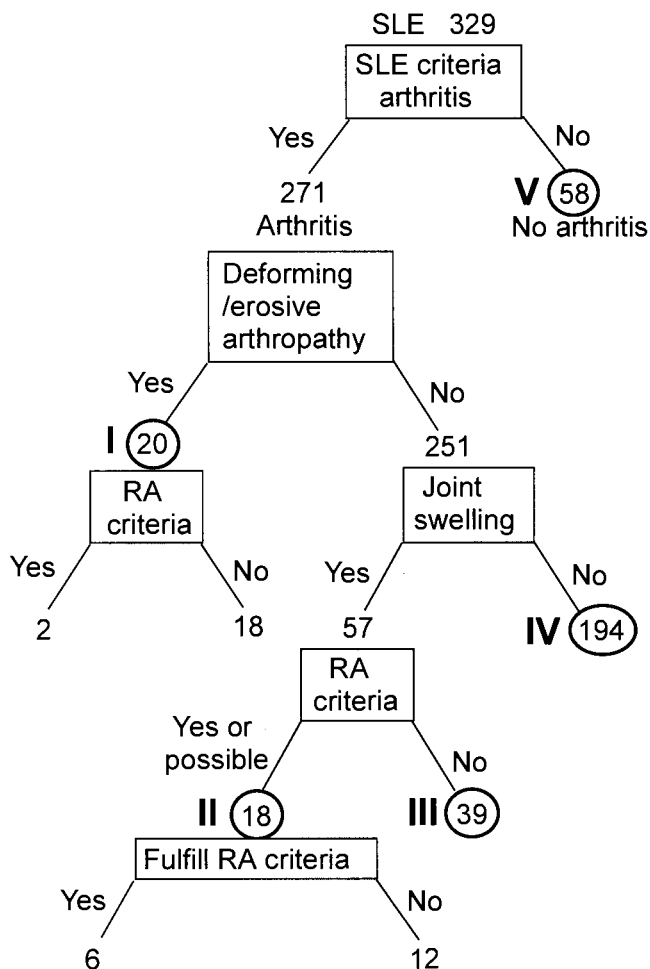 SLE 329
SLE criteria
arthritis
Yes
No
271
V 58
Arthritis
No arthritis
Deforming
/erosive
arthropathy
Yes
No
I 20
251
RA
criteria
Joint
swelling
Yes
No
Yes
No
2
18
57
IV 194
RA
criteria
Yes or
possible
No
II 18
III 39
Fulfill RA criteria
Yes
No
6
12